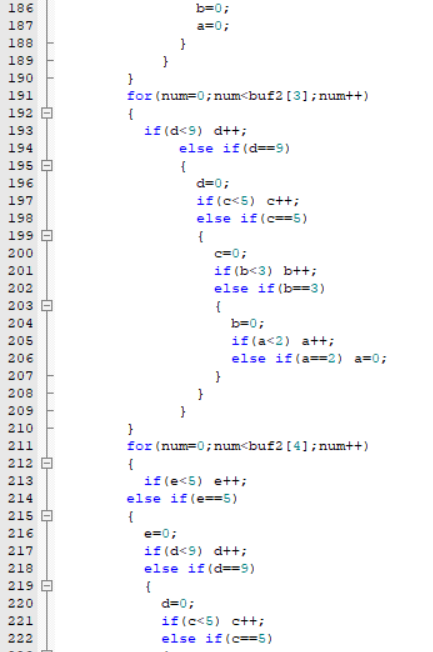 186 b=0;
187 a=0;
188 }
189 }
190 }
191 for(num=0;num<buf2[3];num++)
192 {
193 if(d<9) d++;
194 else if(d==9)
195 {
196 d=0;
197 if(c<5) c++;
198 else if(c==5)
199 {
200 c=0;
201 if(b<3) b++;
202 else if(b==3)
203 {
204 b=0;
205 if(a<2) a++;
206 else if(a==2) a=0;
207 }
208 }
209 }
210 }
211 for(num=0;num<buf2[4];num++)
212 {
213 if(e<5) e++;
214 else if(e==5)
215 {
216 e=0;
217 if(d<9) d++;
218 else if(d==9)
219 {
220 d=0;
221 if(c<5) c++;
222 else if(c==5)